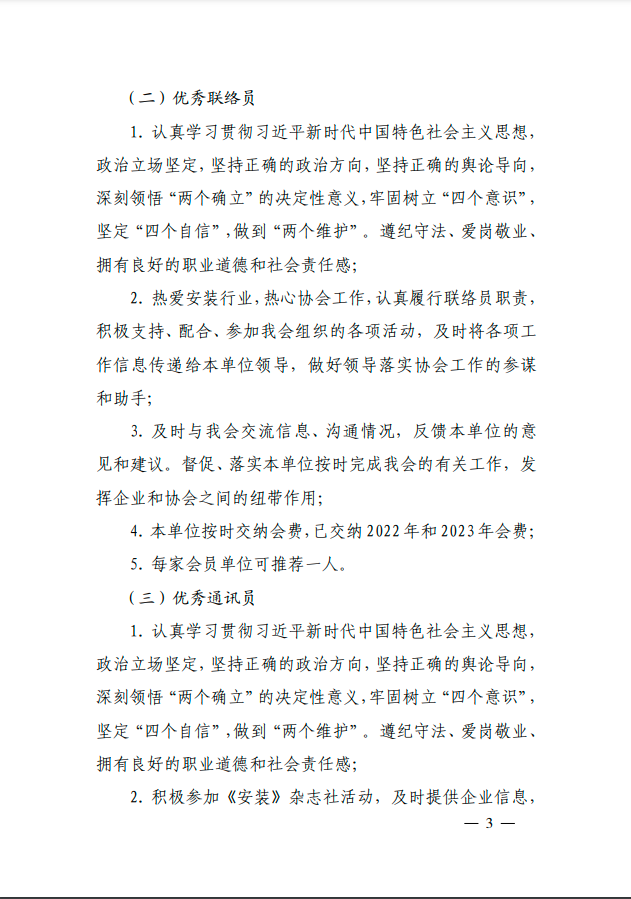 （二）优秀联络员
1. 认真学习贯彻习近平新时代中国特色社会主义思想，
政治立场坚定，坚持正确的政治方向，坚持正确的舆论导向，
深刻领悟“两个确立”的决定性意义，牢固树立“四个意识”，
坚定“四个自信”，做到“两个维护”。遵纪守法、爱岗敬业、
拥有良好的职业道德和社会责任感；
2. 热爱安装行业，热心协会工作，认真履行联络员职责，
积极支持、配合、参加我会组织的各项活动，及时将各项工
作信息传递给本单位领导，做好领导落实协会工作的参谋
和助手；
3. 及时与我会交流信息、沟通情况，反馈本单位的意
见和建议。督促、落实本单位按时完成我会的有关工作，发
挥企业和协会之间的纽带作用；
4. 本单位按时交纳会费，已交纳 2022 年和 2023 年会费；
5. 每家会员单位可推荐一人。
（三）优秀通讯员
1. 认真学习贯彻习近平新时代中国特色社会主义思想，
政治立场坚定，坚持正确的政治方向，坚持正确的舆论导向，
深刻领悟“两个确立”的决定性意义，牢固树立“四个意识”，
坚定“四个自信”，做到“两个维护”。遵纪守法、爱岗敬业、
拥有良好的职业道德和社会责任感；
2. 积极参加《安装》杂志社活动，及时提供企业信息，
— 3 —